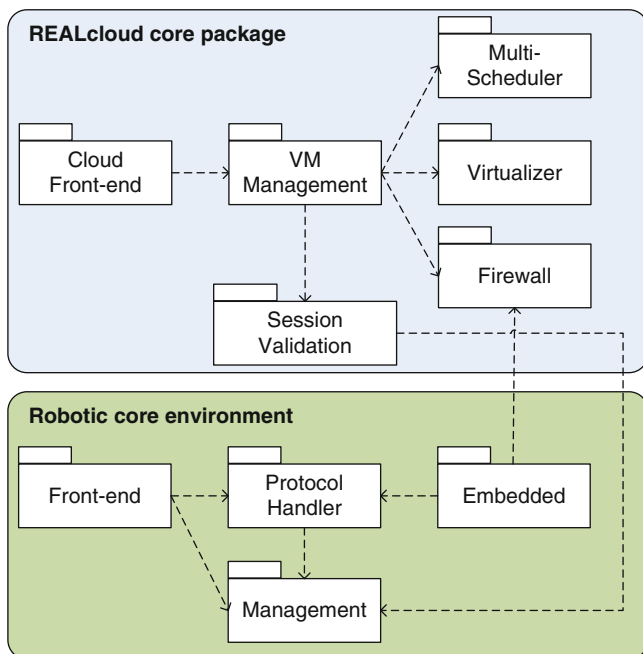 REALcloud core package
Multi-
Scheduler
Cloud
Front-end
VM
Management
Virtualizer
Firewall
Session
Validation
Robotic core environment
Front-end
Protocol
Handler
Embedded
Management